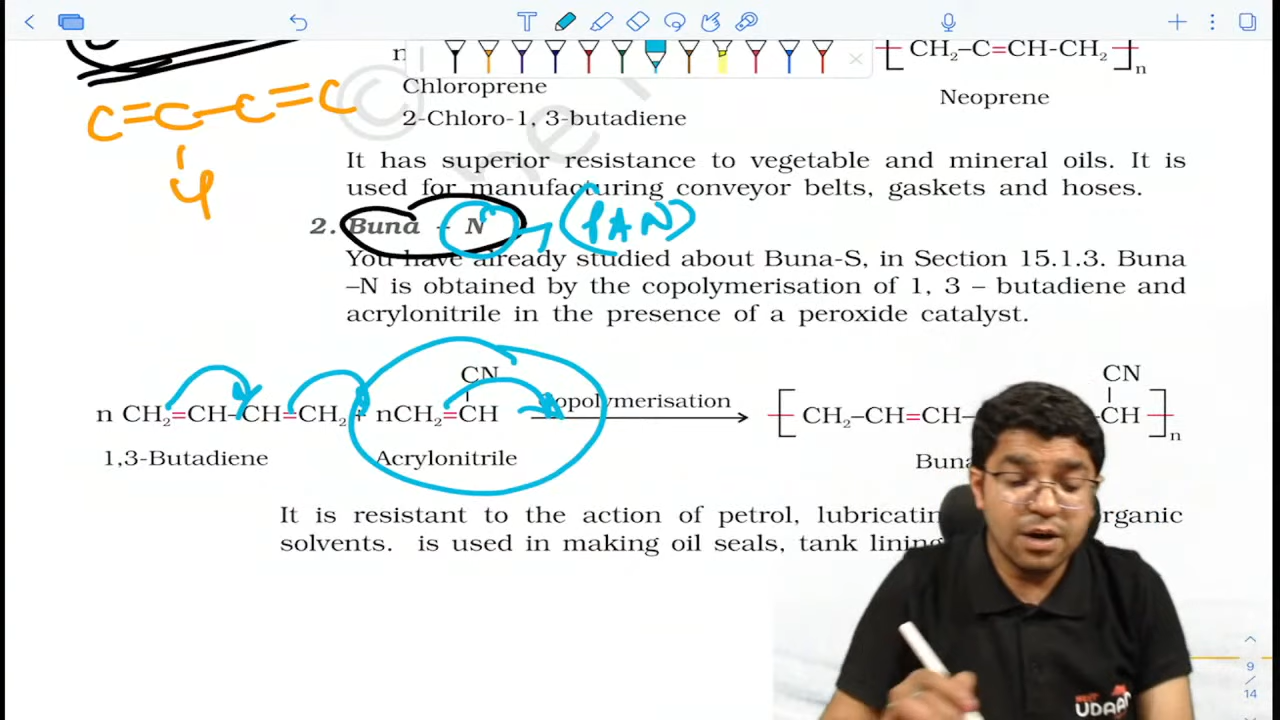 n
CH₂–C=CH-CH₂
n
Chloroprene
Neoprene
2-Chloro-1, 3-butadiene
C=C–C=C
It has superior resistance to vegetable and mineral oils. It is
used for manufacturing conveyor belts, gaskets and hoses.
2. Buna – N
(PAN)
You have already studied about Buna-S, in Section 15.1.3. Buna
–N is obtained by the copolymerisation of 1, 3 – butadiene and
acrylonitrile in the presence of a peroxide catalyst.
CN
CN
n CH₂=CH–CH=CH₂ + nCH₂=CH Copolymerisation CH₂–CH=CH– CH n
1,3-Butadiene Acrylonitrile Buna
It is resistant to the action of petrol, lubricatin rganic
solvents. is used in making oil seals, tank lining
UDAAN
9
14